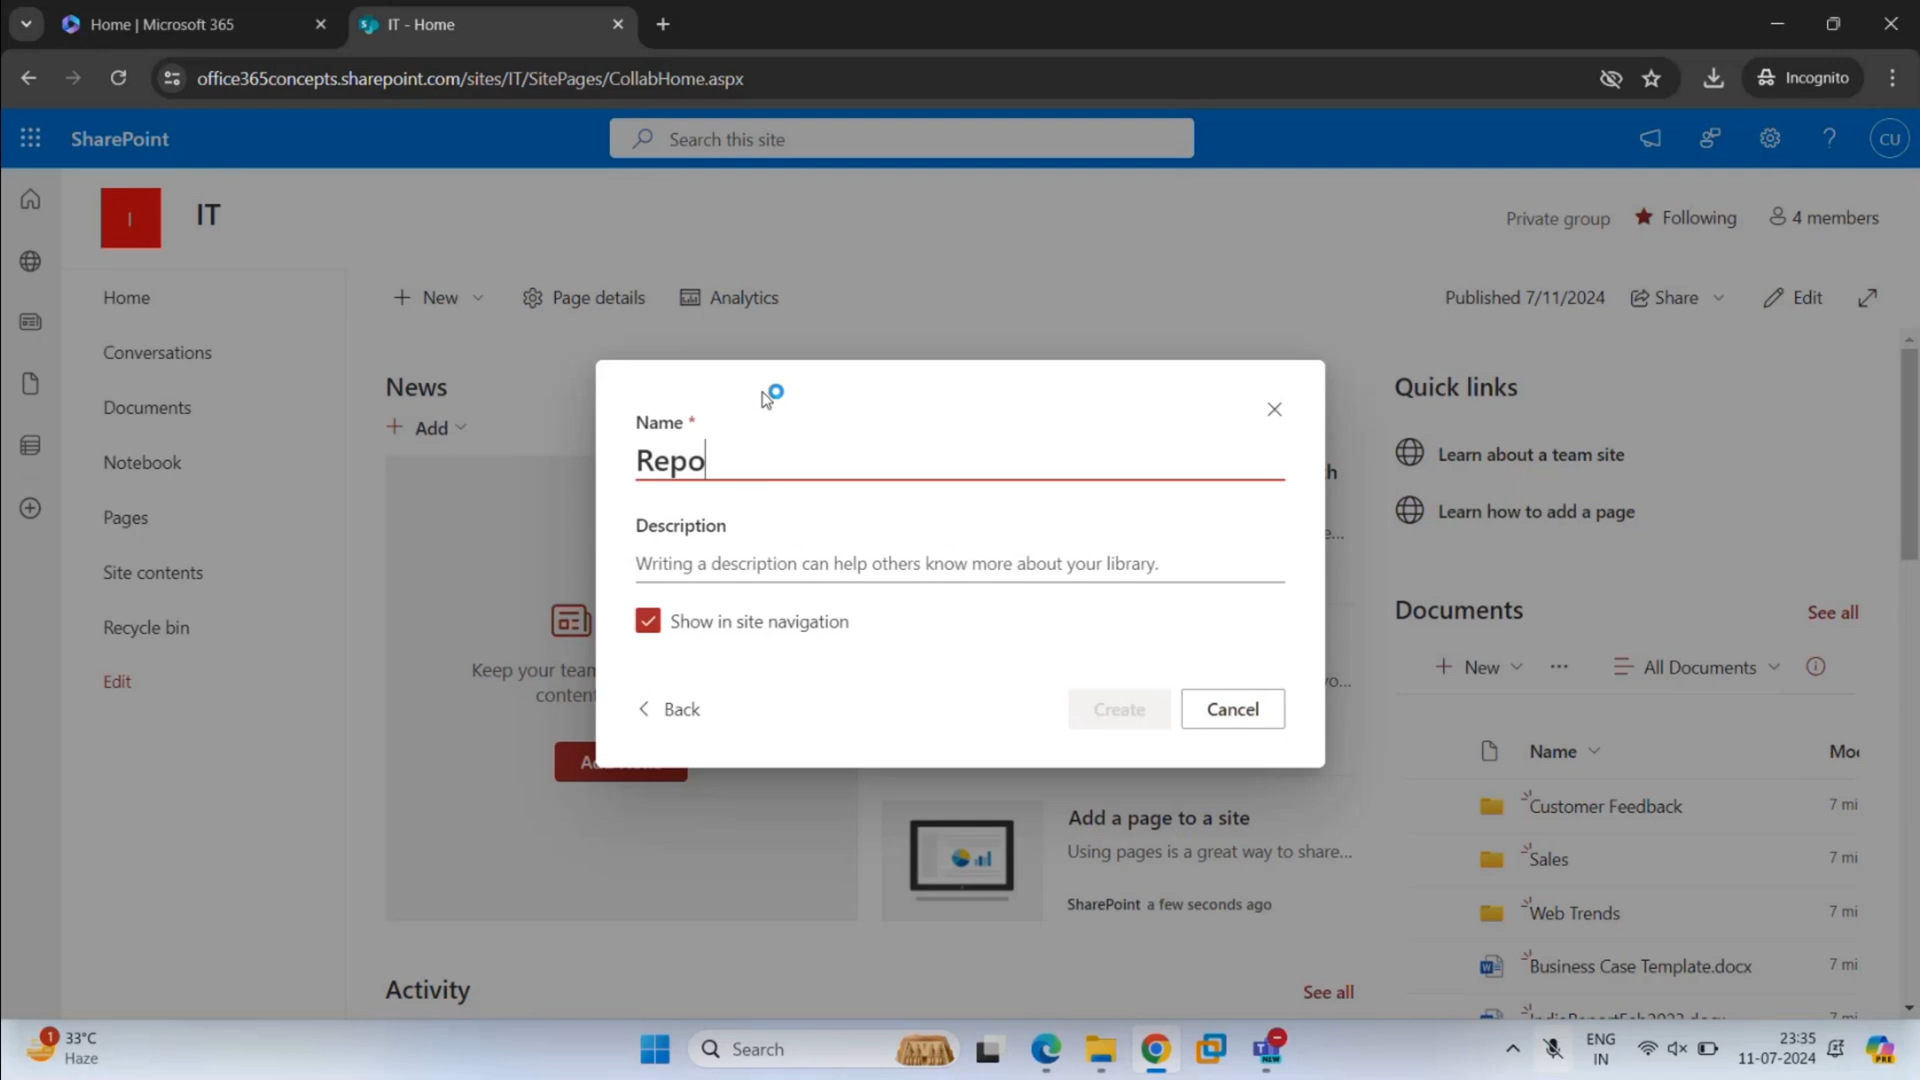 Home | Microsoft 365
IT - Home
office365concepts.sharepoint.com/sites/IT/SitePages/CollabHome.aspx
Incognito
SharePoint
Search this site
CU
I
IT
Private group
Following
4 members
Home
Conversations
Documents
Notebook
Pages
Site contents
Recycle bin
Edit
New
Page details
Analytics
Published 7/11/2024
Share
Edit
News
Add
Keep your team
content
Name *
Repo
Description
Writing a description can help others know more about your library.
Show in site navigation
Back
Create
Cancel
Add a page to a site
Using pages is a great way to share...
SharePoint a few seconds ago
Activity
See all
Quick links
Learn about a team site
Learn how to add a page
Documents
See all
New
All Documents
Name
Customer Feedback
7 mi
Sales
7 mi
Web Trends
7 mi
Business Case Template.docx
7 mi
1
33°C
Haze
Search
NEW
ENG
IN
23:35
11-07-2024
PRE